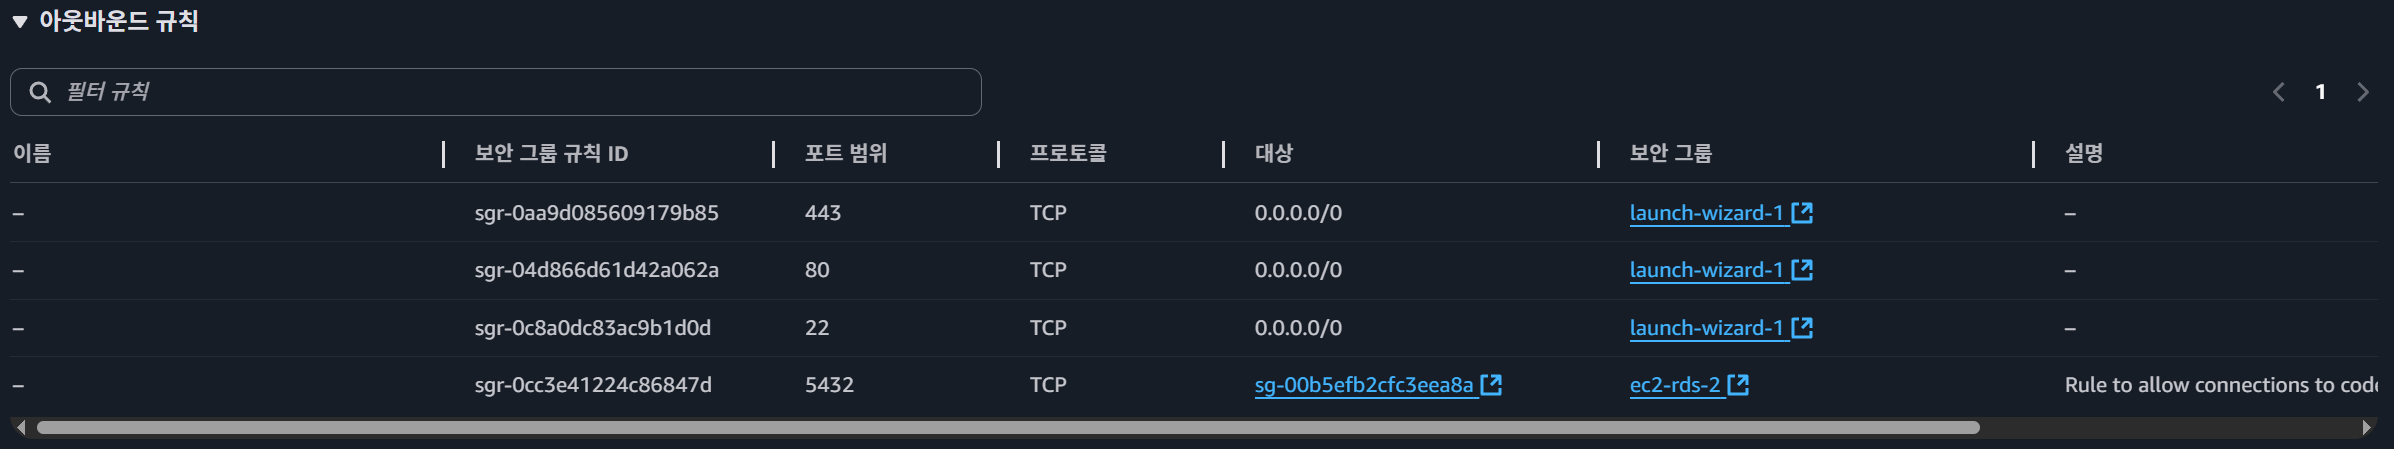 아웃바운드 규칙
필터 규칙
1
이름 보안 그룹 규칙 ID 포트 범위 프로토콜 대상 보안 그룹 설명
– sgr-0aa9d085609179b85 443 TCP 0.0.0.0/0 launch-wizard-1 –
– sgr-04d866d61d42a062a 80 TCP 0.0.0.0/0 launch-wizard-1 –
– sgr-0c8a0dc83ac9b1d0d 22 TCP 0.0.0.0/0 launch-wizard-1 –
– sgr-0cc3e41224c86847d 5432 TCP sg-00b5efb2cfc3eea8a ec2-rds-2 Rule to allow connections to code